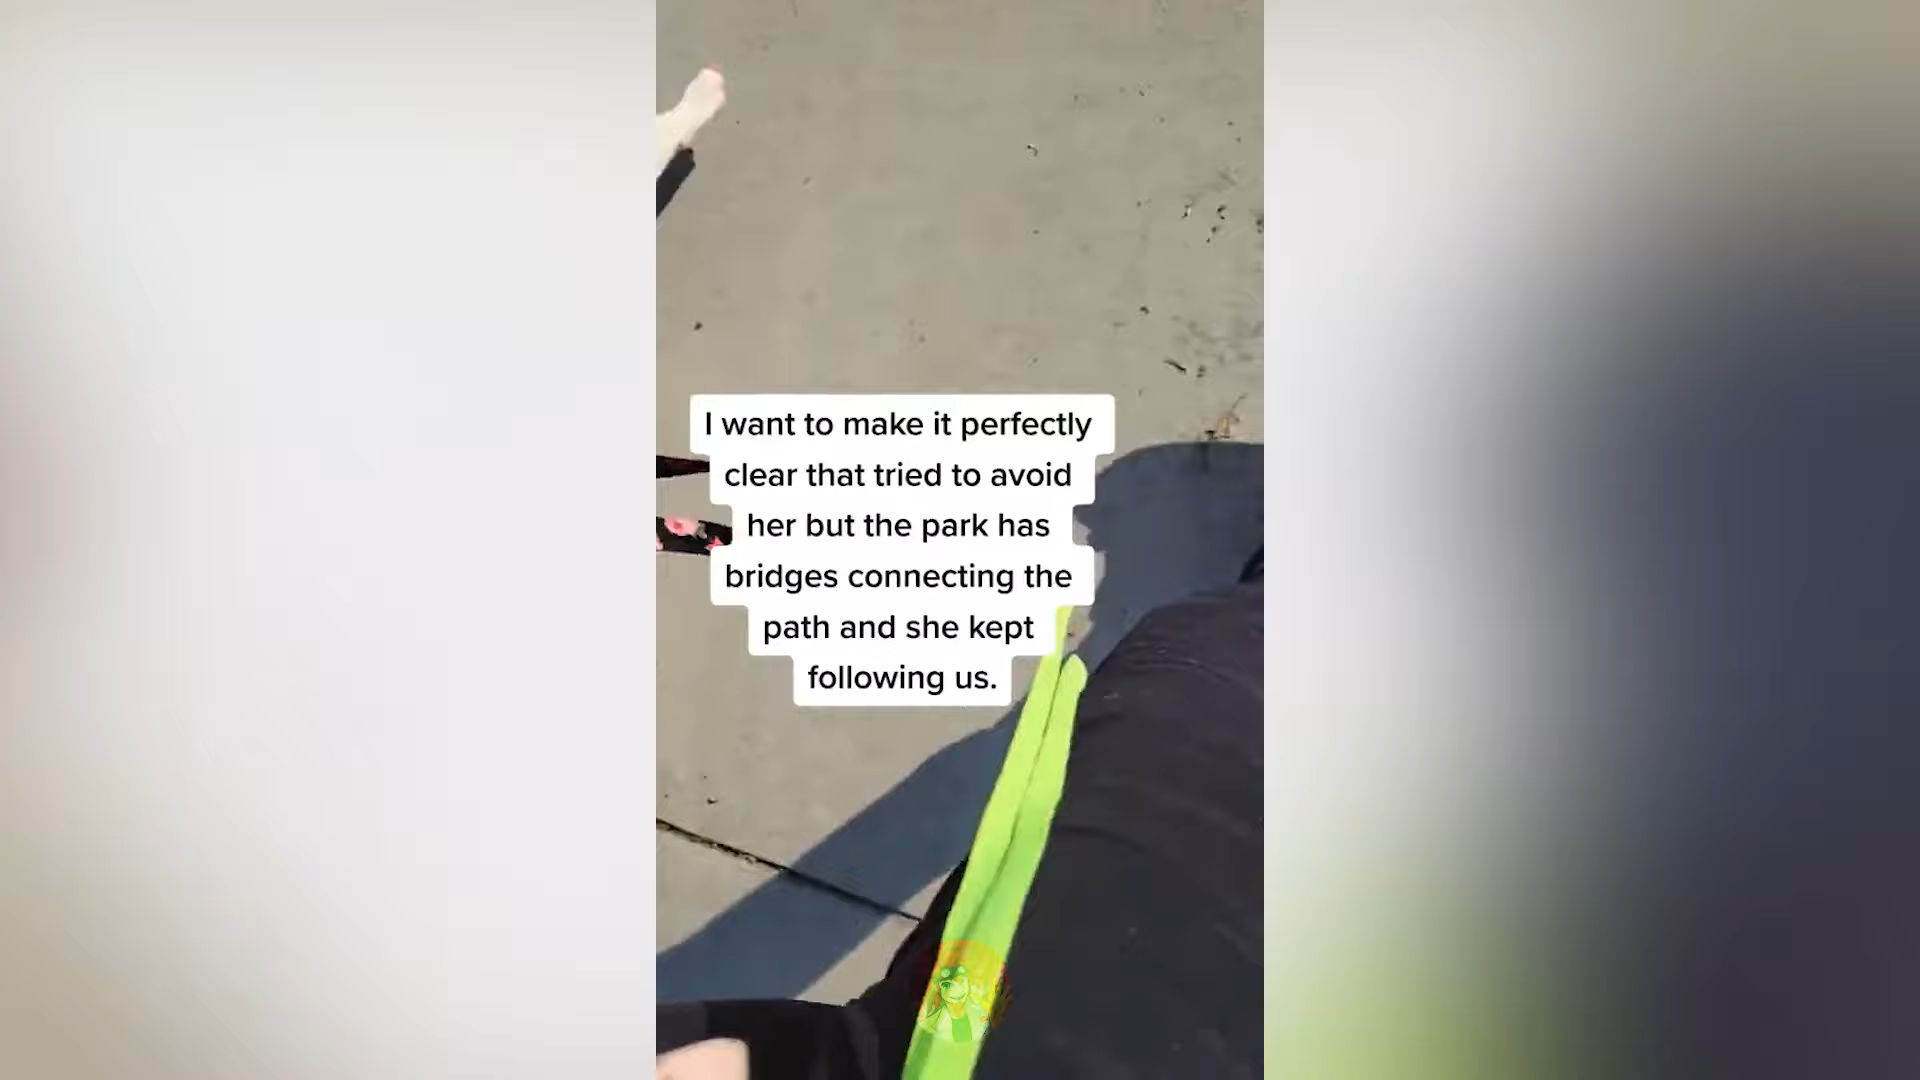 I want to make it perfectly
clear that tried to avoid
her but the park has
bridges connecting the
path and she kept
following us.